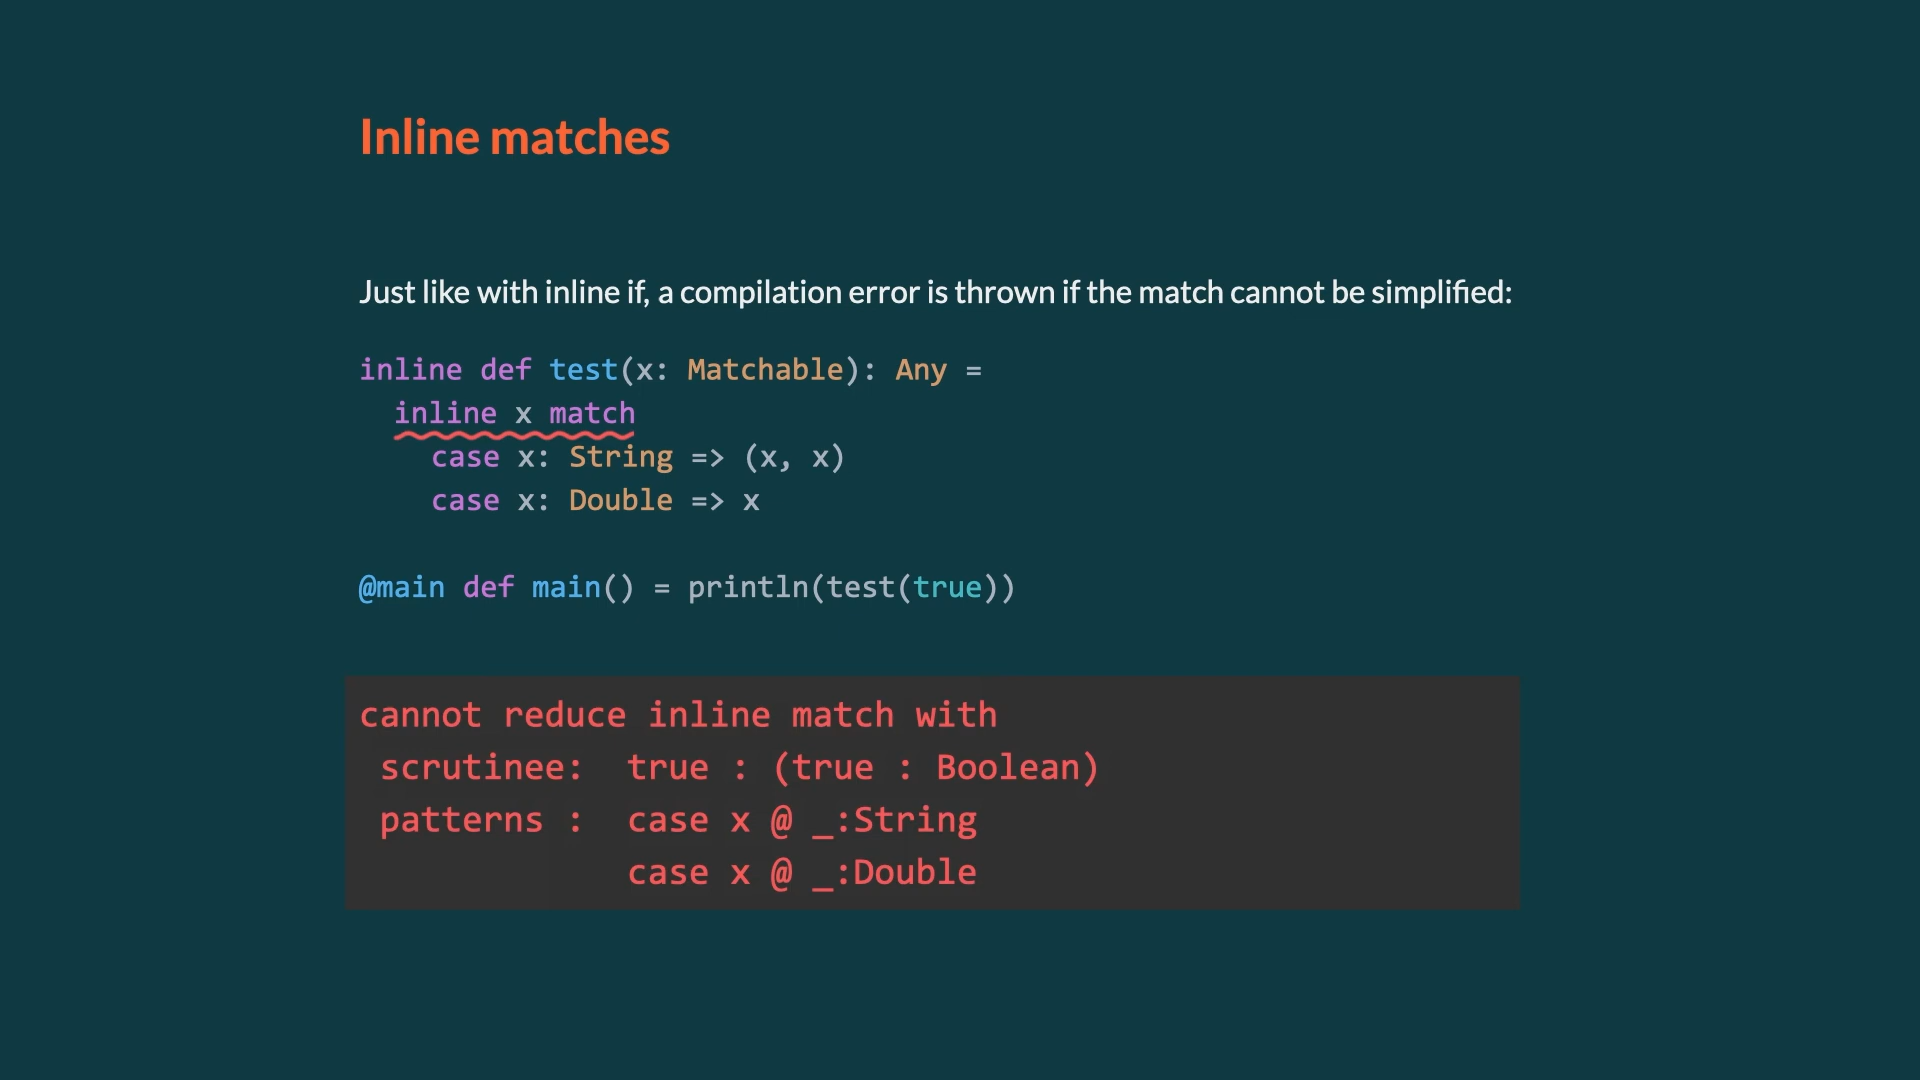 Inline matches
Just like with inline if, a compilation error is thrown if the match cannot be simplified:
inline def test(x: Matchable): Any =
  inline x match
    case x: String => (x, x)
    case x: Double => x
@main def main() = println(test(true))
cannot reduce inline match with
 scrutinee:  true : (true : Boolean)
 patterns :  case x @ _:String
             case x @ _:Double